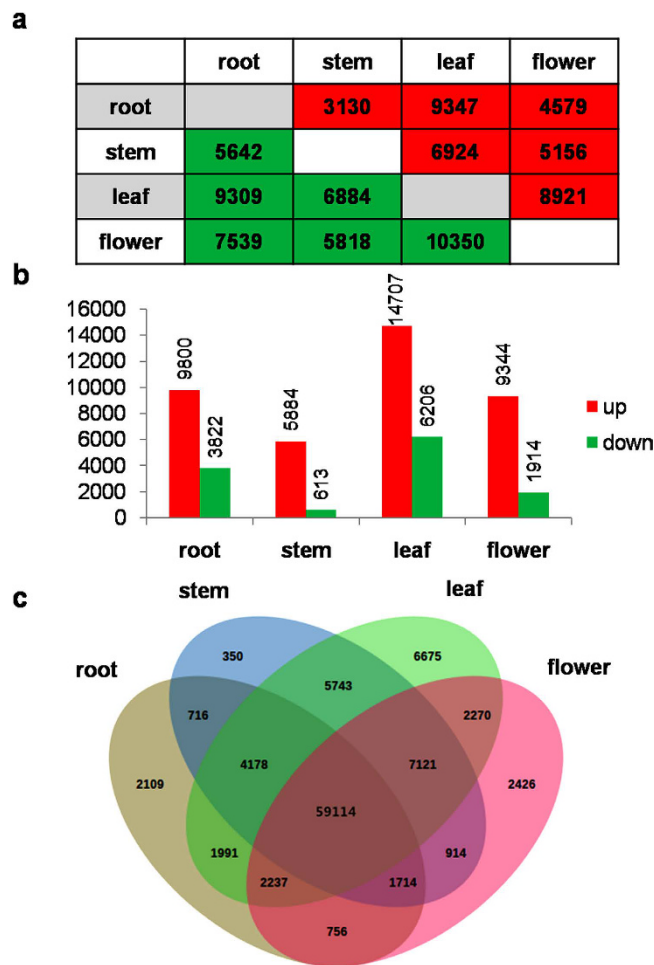 a
root stem leaf flower
root 3130 9347 4579
stem 5642 6924 5156
leaf 9309 6884 8921
flower 7539 5818 10350
b
16000
14000
12000
10000
8000
6000
4000
2000
0
9800
3822
5884
613
14707
6206
9344
1914
up
down
root stem leaf flower
c
stem leaf
root flower
350 6675
5743
716 2270
4178 7121
2109 2426
59114
1991 914
2237 1714
756